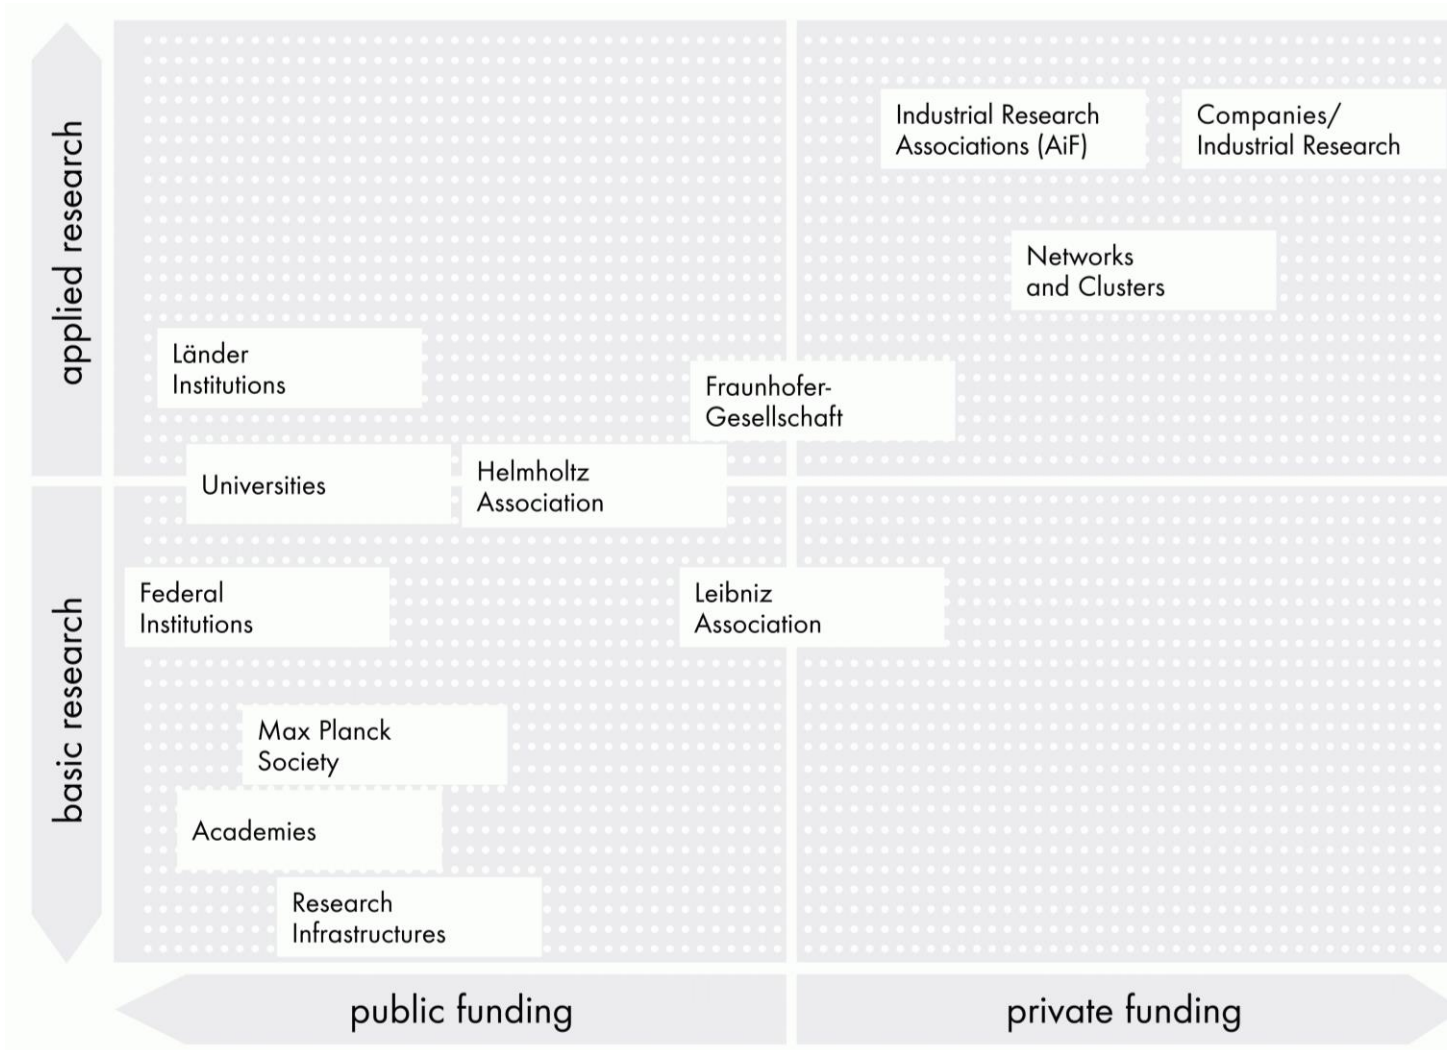 applied research
basic research
Industrial Research
Associations (AiF)
Companies/
Industrial Research
Networks
and Clusters
Länder
Institutions
Fraunhofer-
Gesellschaft
Universities
Helmholtz
Association
Federal
Institutions
Leibniz
Association
Max Planck
Society
Academies
Research
Infrastructures
public funding
private funding